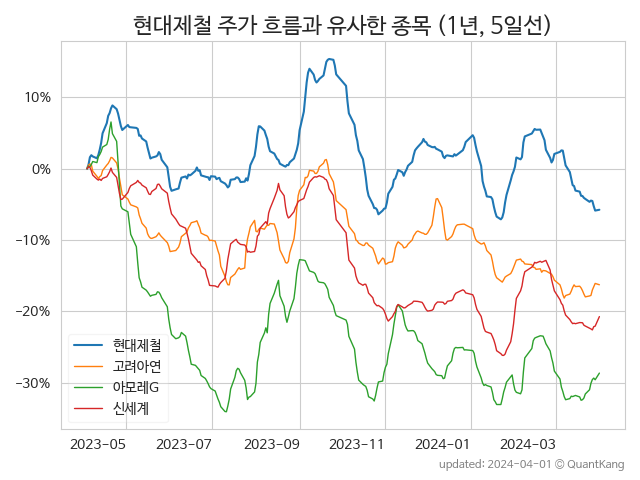 현대제철 주가 흐름과 유사한 종목 (1년, 5일선)
10%
0%
−10%
−20%
−30%
현대제철
고려아연
아모레G
신세계
2023-05 2023-07 2023-09 2023-11 2024-01 2024-03
updated: 2024-04-01 © QuantKang